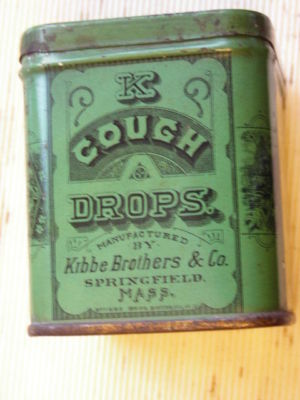 K
COUGH
DROPS.
MANUFACTURED
BY
Kibbe Brothers & Co.
SPRINGFIELD,
MASS.